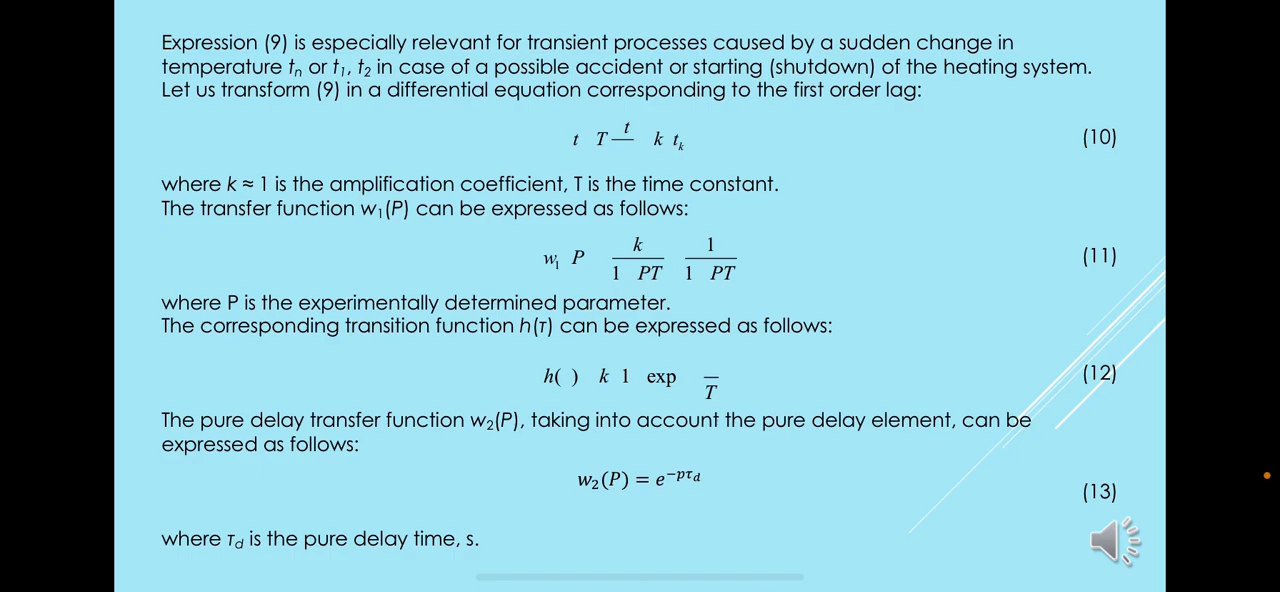 Expression (9) is especially relevant for transient processes caused by a sudden change in
temperature tₙ or t₁, t₂ in case of a possible accident or starting (shutdown) of the heating system.
Let us transform (9) in a differential equation corresponding to the first order lag:
t T t/ k tₖ (10)
where k ≈ 1 is the amplification coefficient, T is the time constant.
The transfer function w₁(P) can be expressed as follows:
w₁ P k/1 PT 1/1 PT (11)
where P is the experimentally determined parameter.
The corresponding transition function h(τ) can be expressed as follows:
h( ) k 1 exp /T (12)
The pure delay transfer function w₂(P), taking into account the pure delay element, can be
expressed as follows:
w₂(P) = e^−pτd
(13)
where τd is the pure delay time, s.